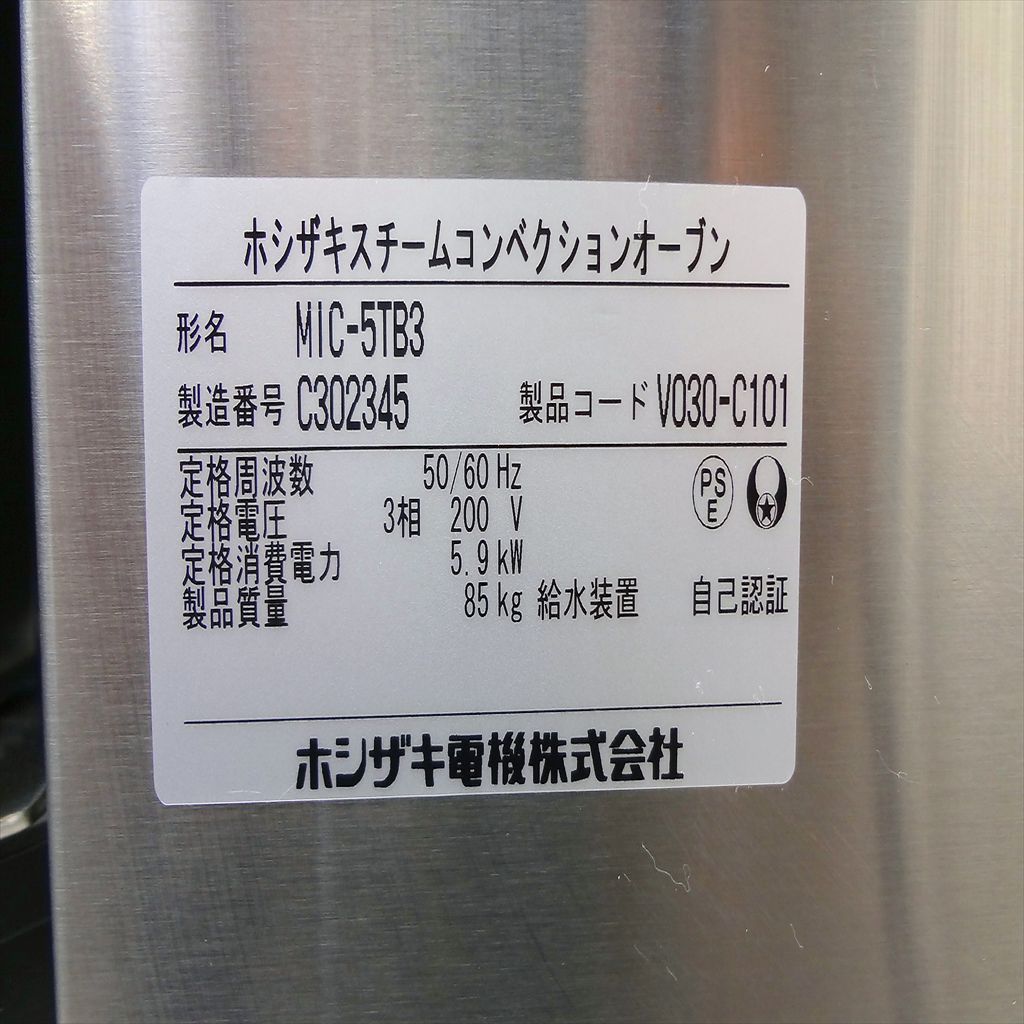 ホシザキスチームコンベクションオーブン
形名 MIC-5TB3
製造番号 C302345 製品コード V030-C101
定格周波数 50/60 Hz
PS
E
定格電圧 3相 200 V
定格消費電力 5.9 kW
製品質量 85 kg 給水装置 自己認証
ホシザキ電機株式会社